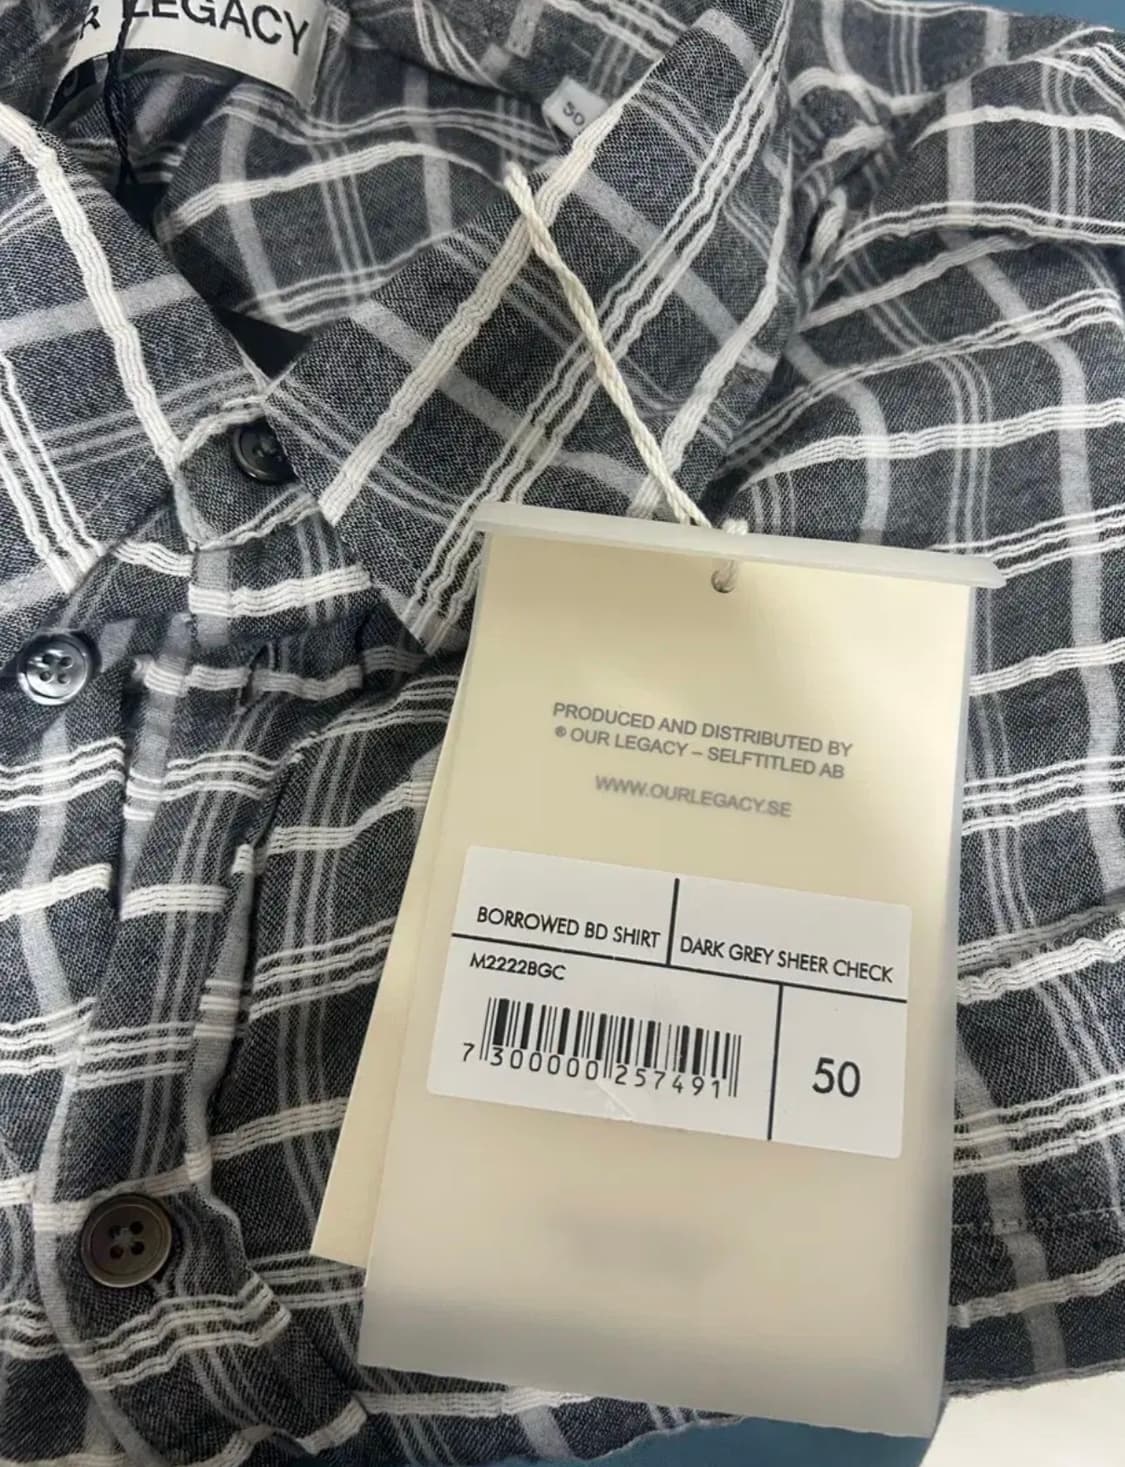 LEGACY
50
PRODUCED AND DISTRIBUTED BY
® OUR LEGACY – SELFTITLED AB
WWW.OURLEGACY.SE
BORROWED BD SHIRT
DARK GREY SHEER CHECK
M2222BGC
7 300000 257491
50